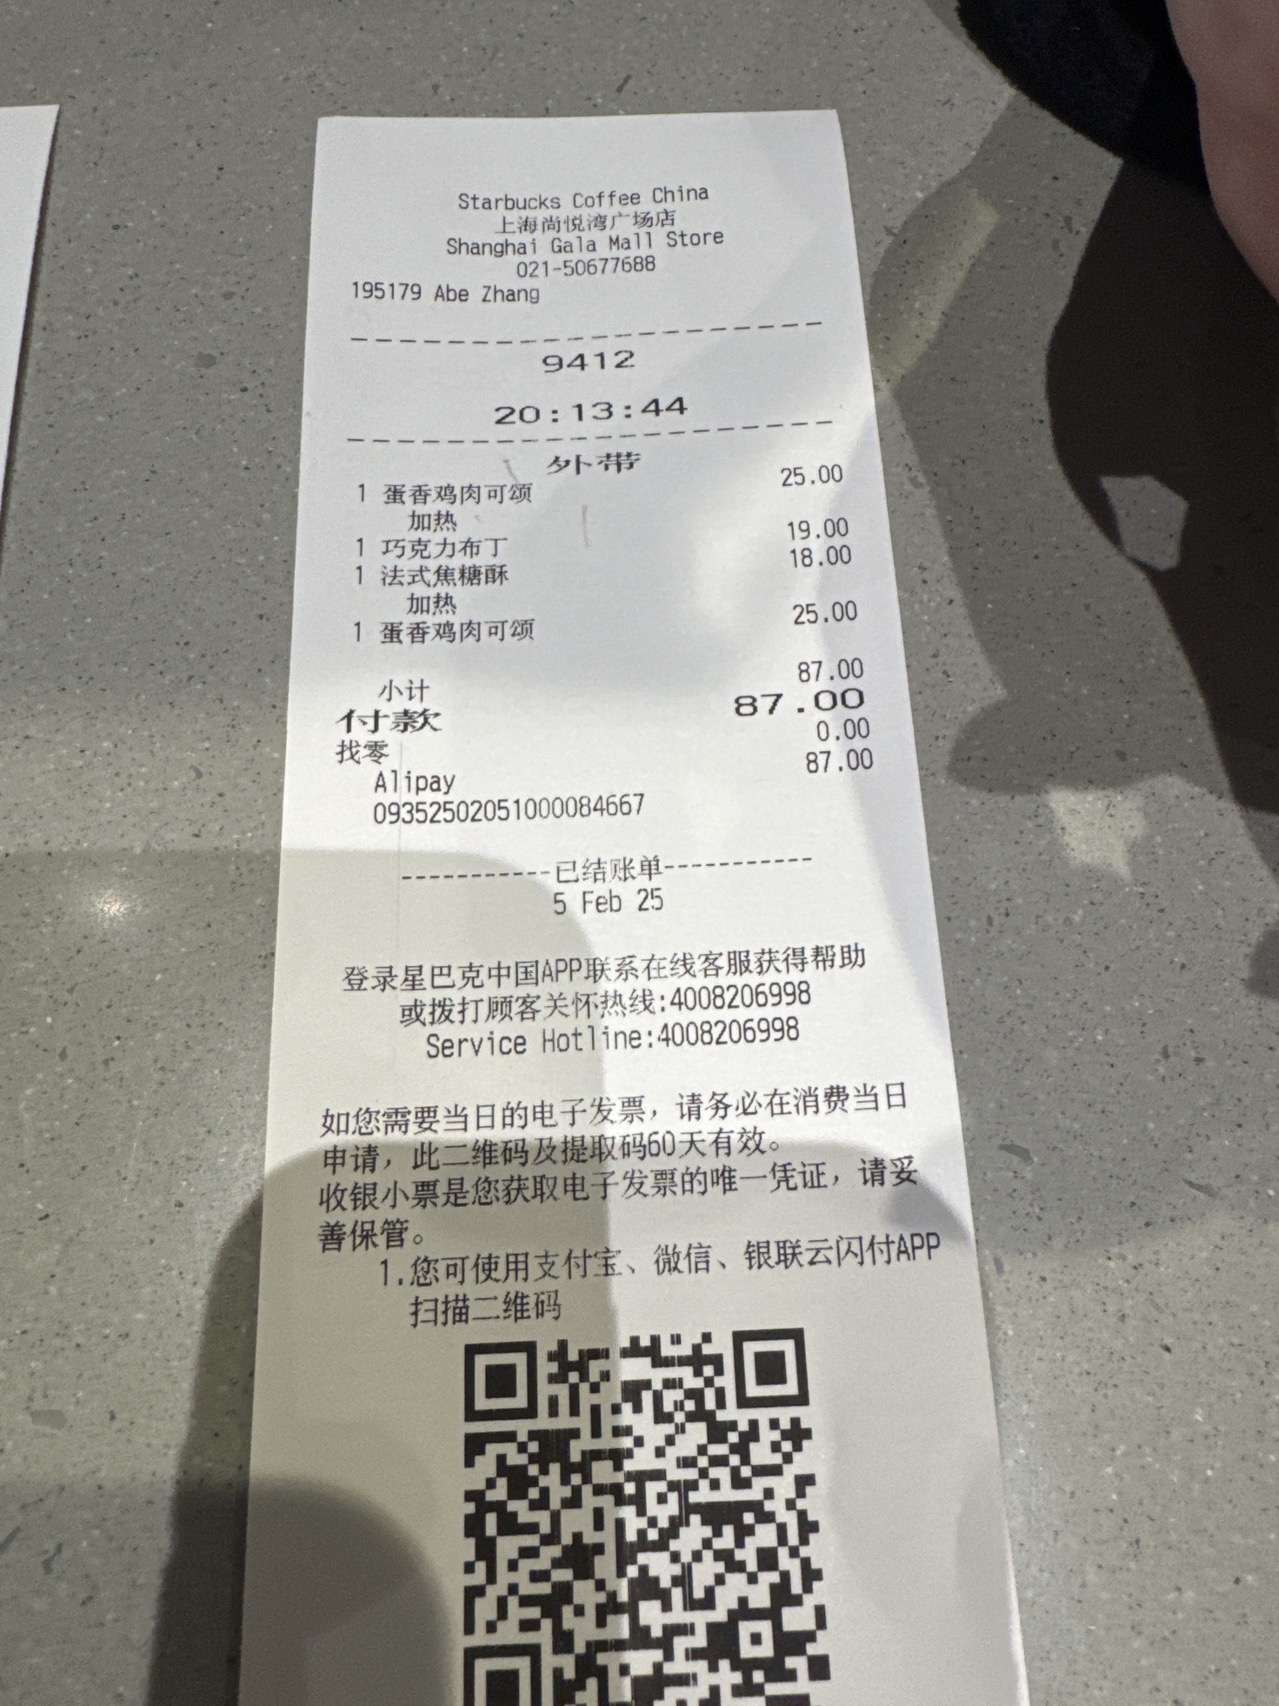 Starbucks Coffee China
上海尚悦湾广场店
Shanghai Gala Mall Store
021-50677688
195179 Abe Zhang
9412
20:13:44
外带
1 蛋香鸡肉可颂 25.00
加热
1 巧克力布丁 19.00
1 法式焦糖酥 18.00
加热
1 蛋香鸡肉可颂 25.00
小计 87.00
付款 87.00
找零 0.00
Alipay 87.00
09352502051000084667
-----------已结账单-----------
5 Feb 25
登录星巴克中国APP联系在线客服获得帮助
或拨打顾客关怀热线:4008206998
Service Hotline:4008206998
如您需要当日的电子发票，请务必在消费当日
申请，此二维码及提取码60天有效。
收银小票是您获取电子发票的唯一凭证，请妥
善保管。
1.您可使用支付宝、微信、银联云闪付APP
扫描二维码